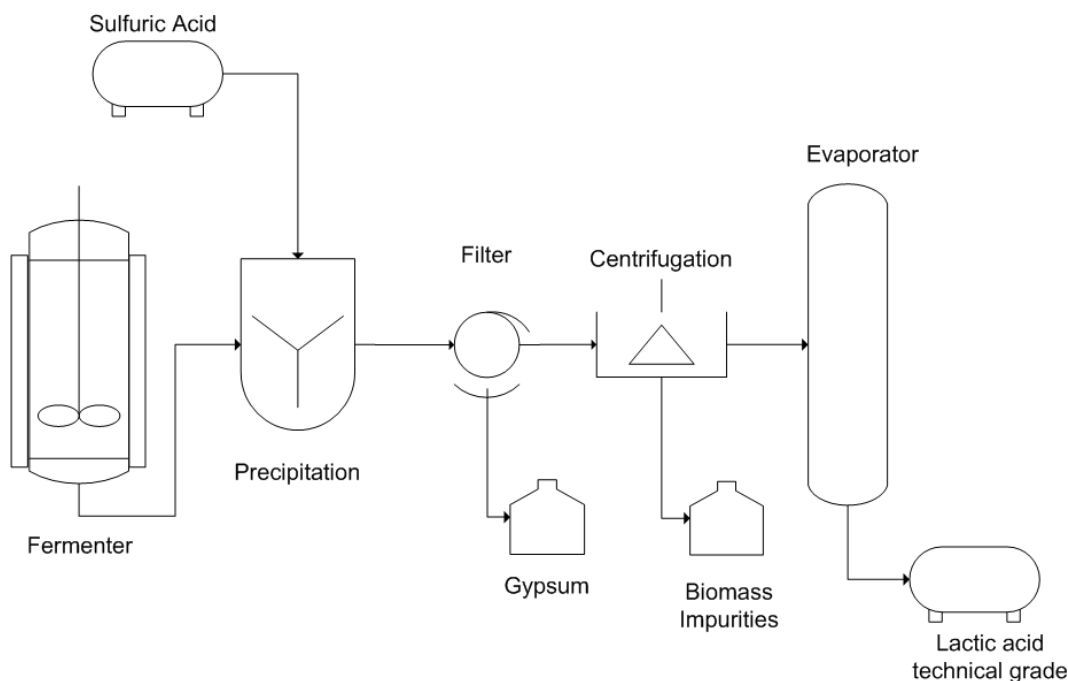 Sulfuric Acid
Evaporator
Filter
Centrifugation
Precipitation
Fermenter
Gypsum
Biomass
Impurities
Lactic acid
technical grade